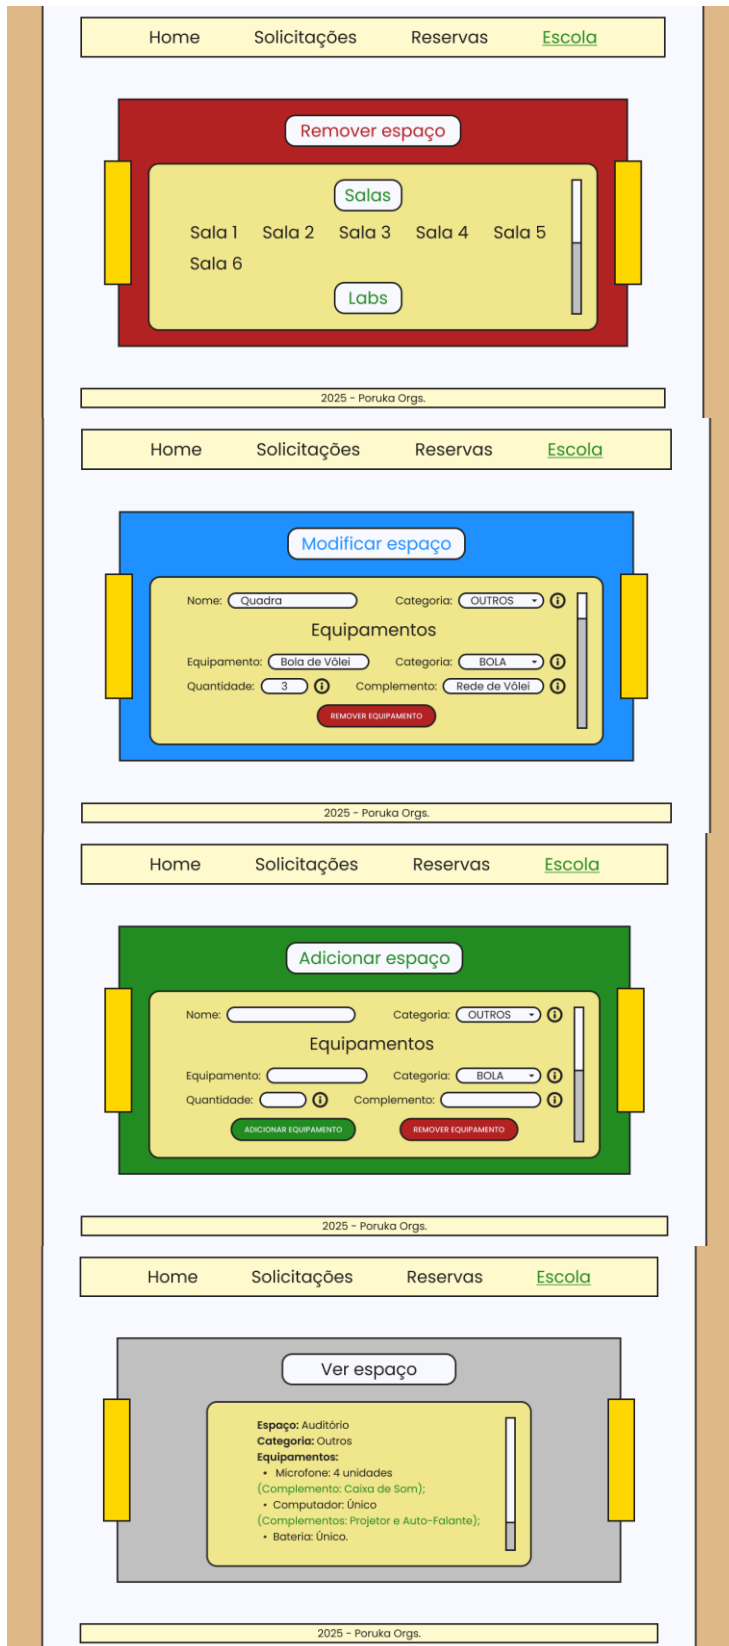 Home Solicitações Reservas Escola
Remover espaço
Salas
Sala 1 Sala 2 Sala 3 Sala 4 Sala 5
Sala 6
Labs
2025 - Poruka Orgs.
Home Solicitações Reservas Escola
Modificar espaço
Nome: Quadra Categoria: OUTROS
Equipamentos
Equipamento: Bola de Vôlei Categoria: BOLA
Quantidade: 3 Complemento: Rede de Vôlei
REMOVER EQUIPAMENTO
2025 - Poruka Orgs.
Home Solicitações Reservas Escola
Adicionar espaço
Nome: Categoria: OUTROS
Equipamentos
Equipamento: Categoria: BOLA
Quantidade: Complemento:
ADICIONAR EQUIPAMENTO REMOVER EQUIPAMENTO
2025 - Poruka Orgs.
Home Solicitações Reservas Escola
Ver espaço
Espaço: Auditório
Categoria: Outros
Equipamentos:
• Microfone: 4 unidades
(Complemento: Caixa de Som);
• Computador: Único
(Complementos: Projetor e Auto-Falante);
• Bateria: Único.
2025 - Poruka Orgs.